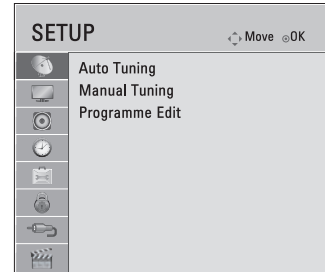 SETUP
Move OK
Auto Tuning
Manual Tuning
Programme Edit